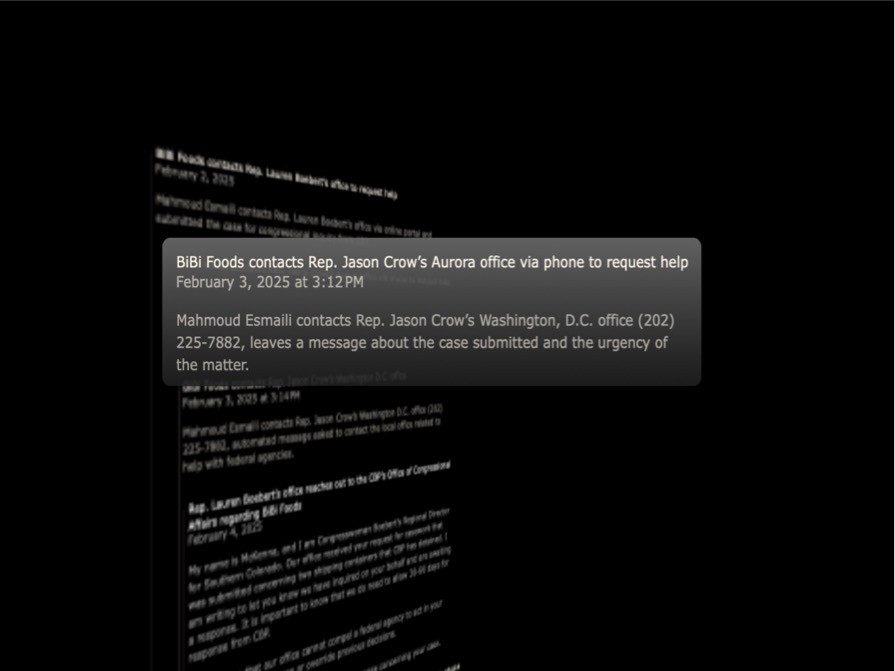 BiBi Foods contacts Rep. Lauren Boebert's office to request help
February 2, 2025
Mahmoud Esmaili contacts Rep. Lauren Boebert's office via online portal and
submitted the case for congressional
BiBi Foods contacts Rep. Jason Crow’s Aurora office via phone to request help
February 3, 2025 at 3:12 PM
Mahmoud Esmaili contacts Rep. Jason Crow’s Washington, D.C. office (202)
225-7882, leaves a message about the case submitted and the urgency of
the matter.
BiBi Foods contacts Rep. Jason Crow's Washington D.C. office
February 3, 2025 at 3:14 PM
Mahmoud Esmaili contacts Rep. Jason Crow's Washington D.C. office (202)
225-7882, automated message asked to contact the local office related to
help with federal agencies.
Rep. Lauren Boebert's office reaches out to the CBP's Office of Congressional
Affairs regarding BiBi Foods
February 4, 2025
My name is McKenna, and I am Congresswoman Boebert's Regional Director
for Southern Colorado. Our office received your request for casework that
was submitted concerning two shipping containers that CBP has detained. I
am writing to let you know we have inquired on your behalf and are awaiting
a response. It is important to know that we do need to allow 30-90 days for
response from CBP.
that our office cannot compel a federal agency to act in your
or override previous decisions.
concerning your case.